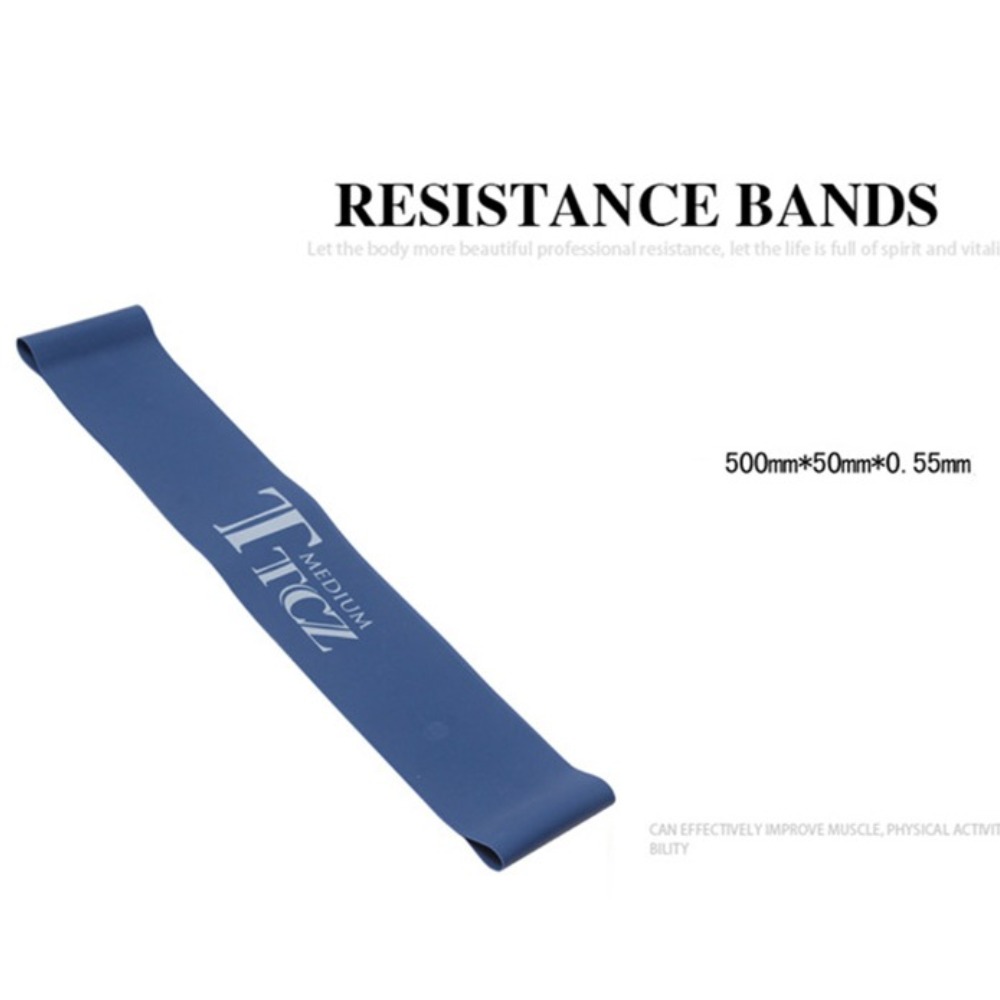 RESISTANCE BANDS
Let the body more beautiful professional resistance, let the life is full of spirit and vitali
500mm*50mm*0.55mm
MEDIUM
TTCZ
CAN EFFECTIVELY IMPROVE MUSCLE, PHYSICAL ACTIVIT
BILITY